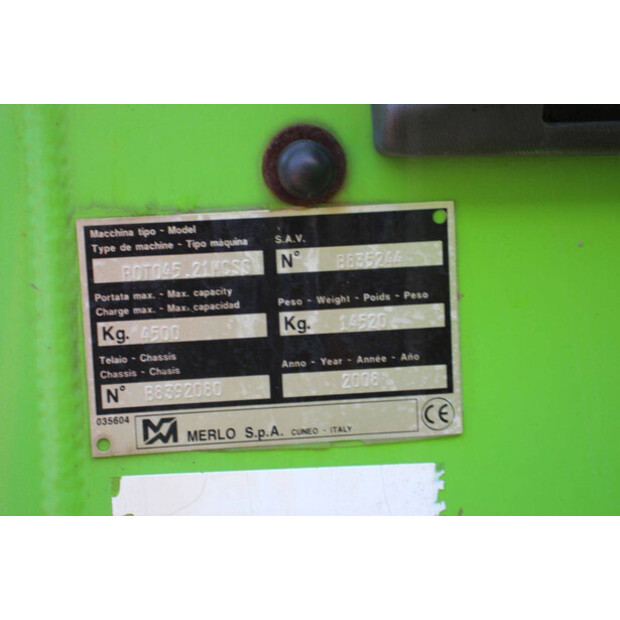 Macchina tipo - Model
Type de machine - Tipo màquina
ROTO45.21MCSS
S.A.V.
N° B835244
Portata max. - Max. capacity
Charge max. - Max. capacidad
Kg. 4500
Peso - Weight - Poids - Peso
Kg. 14520
Telaio - Chassis
Chassis - Chasis
N° B8392080
Anno - Year - Année - Año
2008
035604
MERLO S.p.A. CUNEO - ITALY
CE